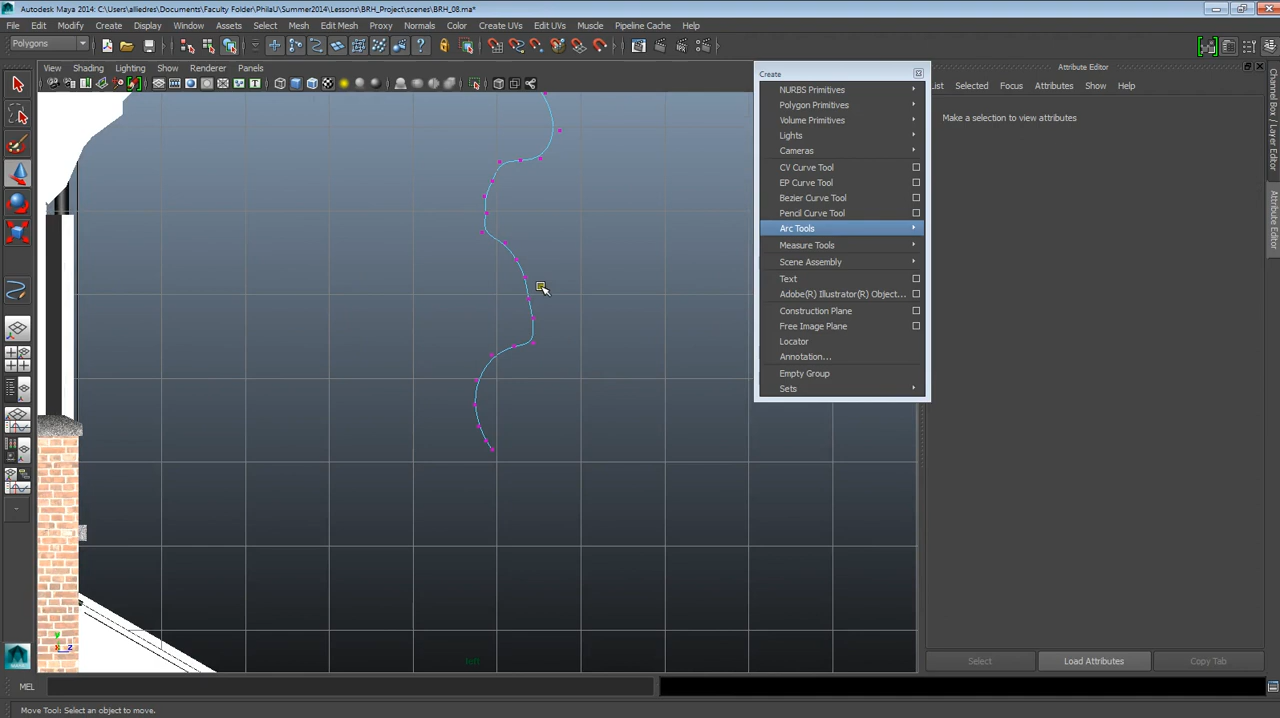 Autodesk Maya 2014: C:\Users\alliedres\Documents\Faculty Folder\PhilaU\Summer2014\Lessons\BRH_Project\scenes\BRH_08.ma*
File Edit Modify Create Display Window Assets Select Mesh Edit Mesh Proxy Normals Color Create UVs Edit UVs Muscle Pipeline Cache Help
Polygons
View Shading Lighting Show Renderer Panels
Create
NURBS Primitives
Polygon Primitives
Volume Primitives
Lights
Cameras
CV Curve Tool
EP Curve Tool
Bezier Curve Tool
Pencil Curve Tool
Arc Tools
Measure Tools
Scene Assembly
Text
Adobe(R) Illustrator(R) Object...
Construction Plane
Free Image Plane
Locator
Annotation...
Empty Group
Sets
Attribute Editor
List Selected Focus Attributes Show Help
Make a selection to view attributes
Channel Box / Layer Editor
Attribute Editor
y
z
left
Select Load Attributes Copy Tab
MEL
Move Tool: Select an object to move.